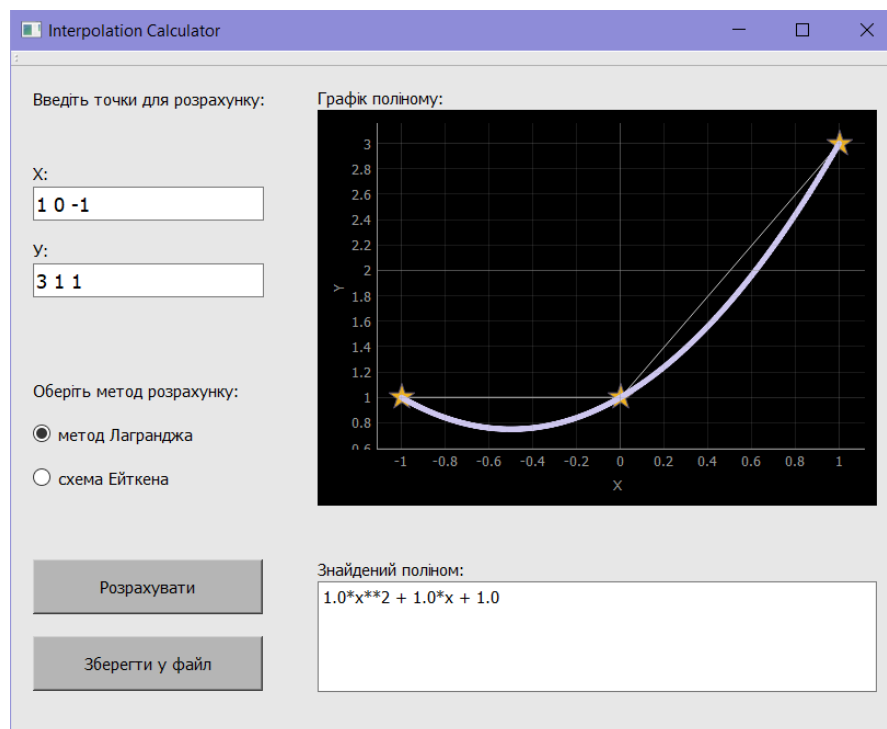 Interpolation Calculator
Введіть точки для розрахунку:
X:
1 0 -1
У:
3 1 1
Оберіть метод розрахунку:
метод Лагранджа
схема Ейткена
Розрахувати
Зберегти у файл
Графік поліному:
3
2.8
2.6
2.4
2.2
2
1.8
1.6
1.4
1.2
1
0.8
0.6
Y
-1 -0.8 -0.6 -0.4 -0.2 0 0.2 0.4 0.6 0.8 1
X
Знайдений поліном:
1.0*x**2 + 1.0*x + 1.0